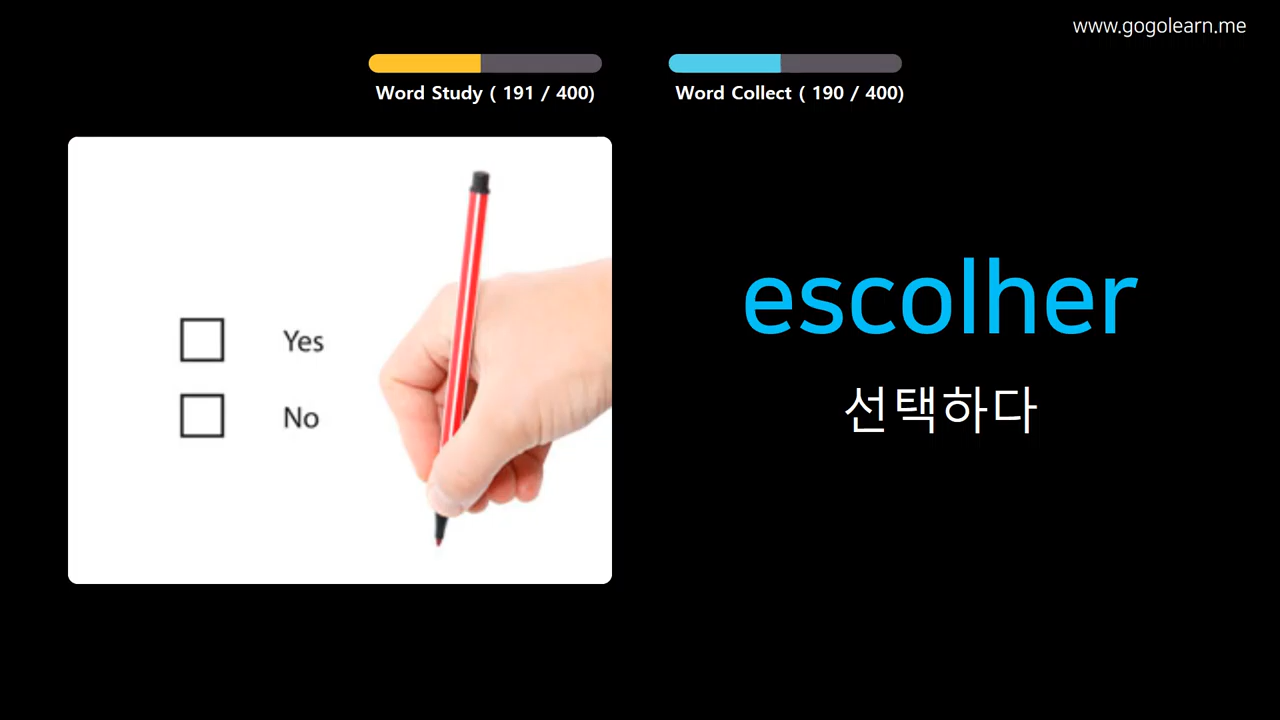 www.gogolearn.me
Word Study ( 191 / 400)
Word Collect ( 190 / 400)
Yes
No
escolher
선택하다